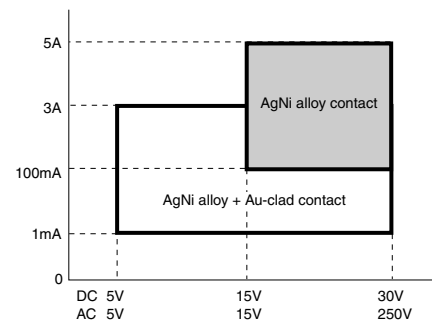 5A
AgNi alloy contact
3A
100mA
AgNi alloy + Au-clad contact
1mA
0
DC 5V 15V 30V
AC 5V 15V 250V